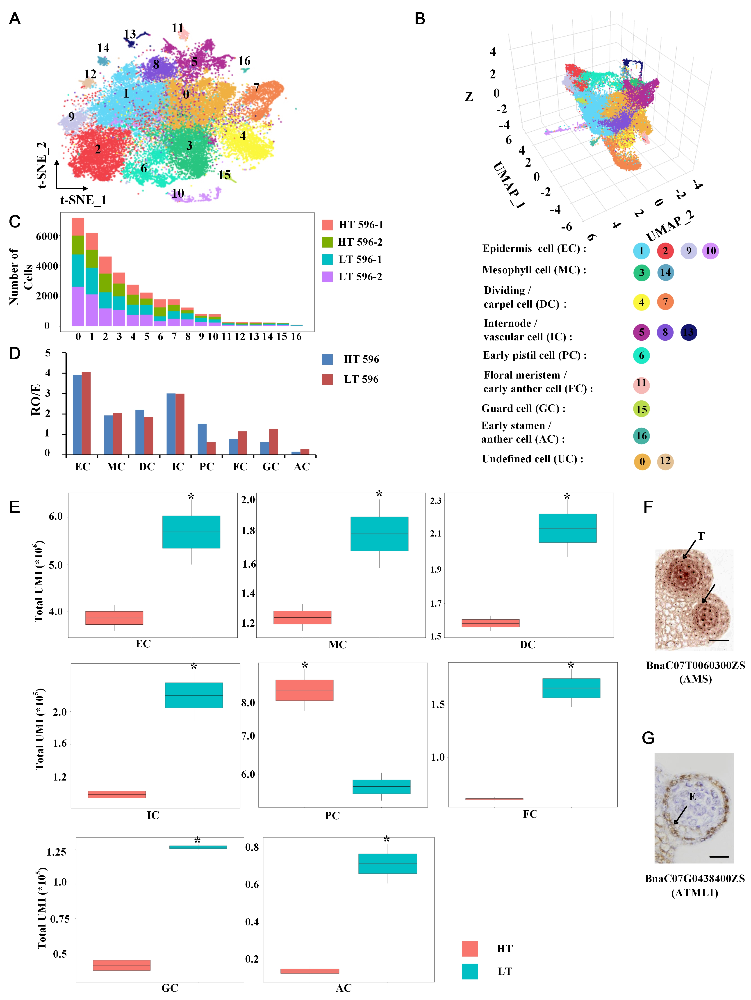 A
11
13
14
8
5
16
12
7
1
0
9
4
2
3
6
15
10
t-SNE_2
t-SNE_1
B
4
2
0
-2
-4
Z
6
4
2
0
-2
-4
-6
UMAP_1
6
4
2
0
-2
-4
UMAP_2
Epidermis cell (EC) : 1 2 9 10
Mesophyll cell (MC) : 3 14
Dividing /
carpel cell (DC) : 4 7
Internode /
vascular cell (IC) : 5 8 13
Early pistil cell (PC) : 6
Floral meristem /
early anther cell (FC) : 11
Guard cell (GC) : 15
Early stamen /
anther cell (AC) : 16
Undefined cell (UC) : 0 12
C
Number of
Cells
6000
4000
2000
0
0 1 2 3 4 5 6 7 8 9 10 11 12 13 14 15 16
HT 596-1
HT 596-2
LT 596-1
LT 596-2
D
RO/E
5
4
3
2
1
0
EC MC DC IC PC FC GC AC
HT 596
LT 596
E
Total UMI (*10⁶)
6.0
5.0
4.0
*
EC
2.0
1.8
1.6
1.4
1.2
*
MC
2.3
2.1
1.9
1.7
1.5
*
DC
Total UMI (*10⁵)
2.0
1.6
1.2
*
IC
8.0
7.0
6.0
*
PC
1.5
1.0
*
FC
Total UMI (*10⁵)
1.25
1.0
0.75
0.5
*
GC
0.8
0.6
0.4
0.2
*
AC
HT
LT
F
T
BnaC07T0060300ZS
(AMS)
G
E
BnaC07G0438400ZS
(ATML1)